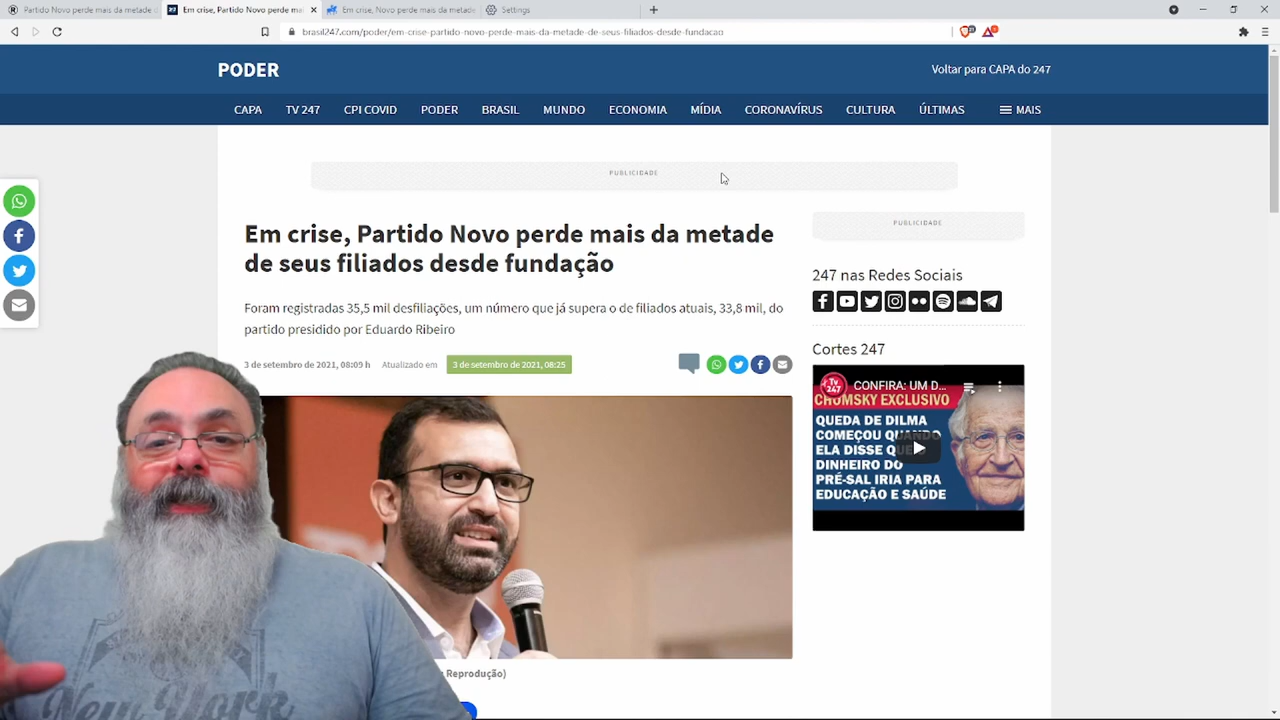 Partido Novo perde mais da metade d
Em crise, Partido Novo perde mai
Em crise, Novo perde mais da metade
Settings
brasil247.com/poder/em-crise-partido-novo-perde-mais-da-metade-de-seus-filiados-desde-fundacao
PODER
Voltar para CAPA do 247
CAPA TV 247 CPI COVID PODER BRASIL MUNDO ECONOMIA MÍDIA CORONAVÍRUS CULTURA ÚLTIMAS MAIS
PUBLICIDADE
Em crise, Partido Novo perde mais da metade
de seus filiados desde fundação
Foram registradas 35,5 mil desfiliações, um número que já supera o de filiados atuais, 33,8 mil, do
partido presidido por Eduardo Ribeiro
3 de setembro de 2021, 08:09 h Atualizado em 3 de setembro de 2021, 08:25
Reprodução)
PUBLICIDADE
247 nas Redes Sociais
Cortes 247
TV 247
CONFIRA: UM D...
CHOMSKY EXCLUSIVO
QUEDA DE DILMA
COMEÇOU QUANDO
ELA DISSE QUE
DINHEIRO DO
PRÉ-SAL IRIA PARA
EDUCAÇÃO E SAÚDE
New York